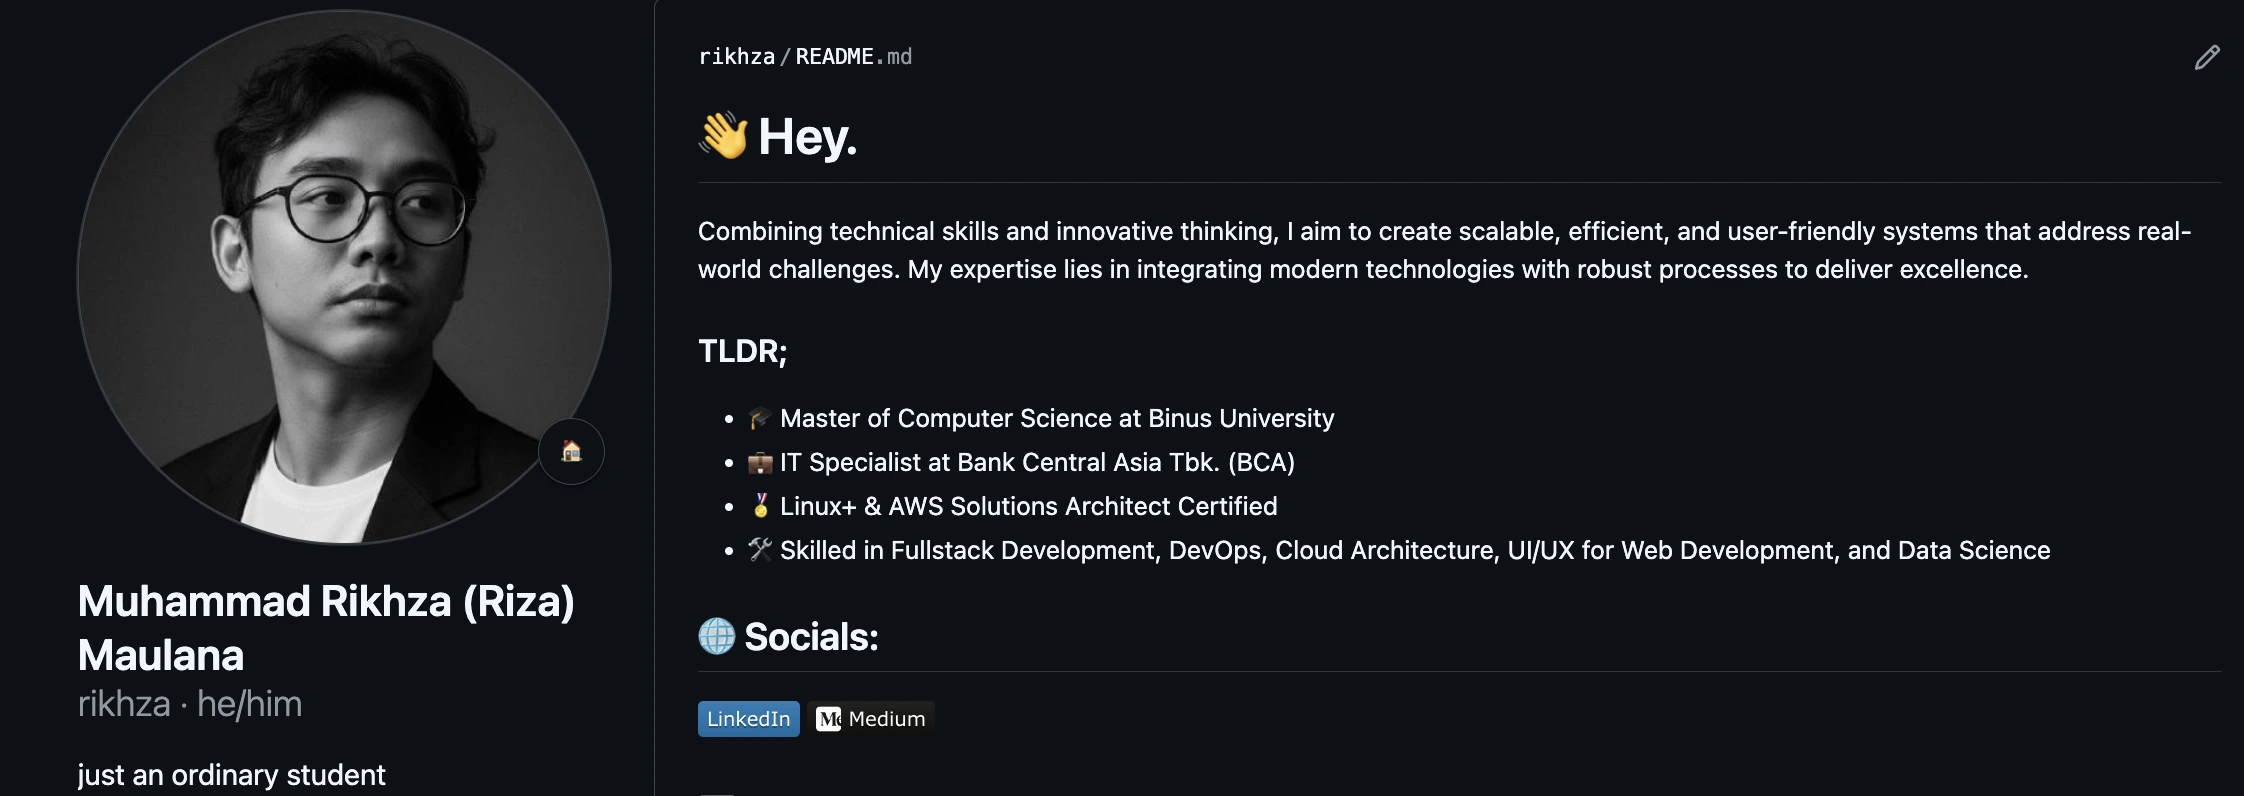 rikhza/README.md
👋 Hey.
Combining technical skills and innovative thinking, I aim to create scalable, efficient, and user-friendly systems that address real-
world challenges. My expertise lies in integrating modern technologies with robust processes to deliver excellence.
TLDR;
• 🎓 Master of Computer Science at Binus University
• 💼 IT Specialist at Bank Central Asia Tbk. (BCA)
• 🏅 Linux+ & AWS Solutions Architect Certified
• 🛠️ Skilled in Fullstack Development, DevOps, Cloud Architecture, UI/UX for Web Development, and Data Science
🌐 Socials:
LinkedIn
Medium
Muhammad Rikhza (Riza)
Maulana
rikhza · he/him
just an ordinary student